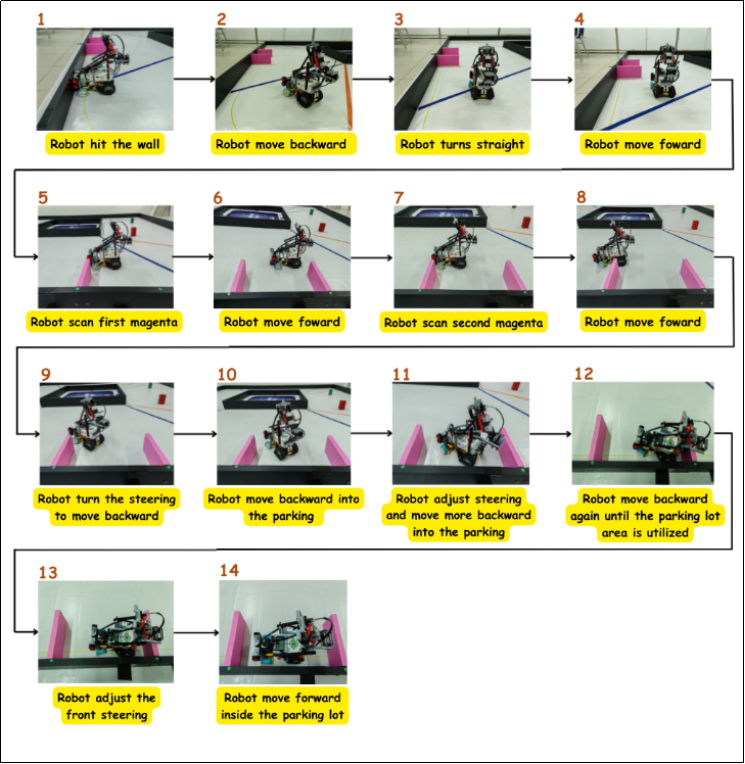 1
2
3
4
Robot hit the wall
Robot move backward
Robot turns straight
Robot move foward
5
6
7
8
Robot scan first magenta
Robot move foward
Robot scan second magenta
Robot move foward
9
10
11
12
Robot turn the steering
to move backward
Robot move backward into
the parking
Robot adjust steering
and move more backward
into the parking
Robot move backward
again until the parking lot
area is utilized
13
14
Robot adjust the
front steering
Robot move forward
inside the parking lot